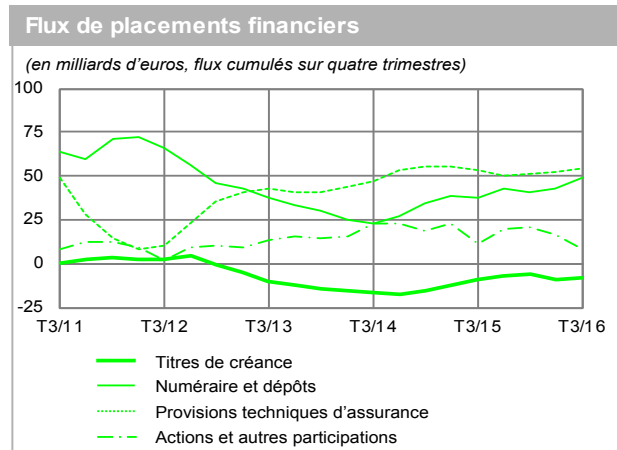 Flux de placements financiers
(en milliards d'euros, flux cumulés sur quatre trimestres)
100
75
50
25
0
-25
T3/11 T3/12 T3/13 T3/14 T3/15 T3/16
Titres de créance
Numéraire et dépôts
Provisions techniques d'assurance
Actions et autres participations